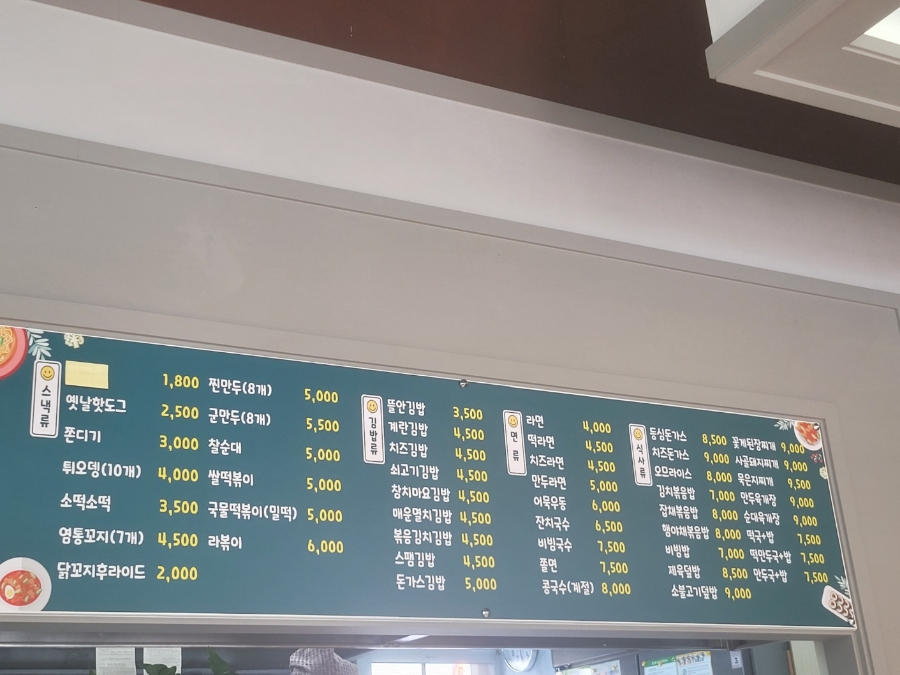 스낵류
1,800
옛날핫도그 2,500
쫀디기 3,000
튀오뎅(10개) 4,000
소떡소떡 3,500
염통꼬지(7개) 4,500
닭꼬지후라이드 2,000
찐만두(8개) 5,000
군만두(8개) 5,500
찰순대 5,000
쌀떡볶이 5,000
국물떡볶이(밀떡) 5,000
라볶이 6,000
김밥류
뜰안김밥 3,500
계란김밥 4,500
치즈김밥 4,500
쇠고기김밥 4,500
참치마요김밥 4,500
매운멸치김밥 4,500
볶음김치김밥 4,500
스팸김밥 4,500
돈가스김밥 5,000
면류
라면 4,000
떡라면 4,500
치즈라면 4,500
만두라면 5,000
어묵우동 6,000
잔치국수 6,500
비빔국수 7,500
쫄면 7,500
콩국수(계절) 8,000
식사류
등심돈가스 8,500
치즈돈가스 9,000
오므라이스 8,000
김치볶음밥 7,000
잡채볶음밥 8,000
햄야채볶음밥 8,000
비빔밥 7,000
제육덮밥 8,500
소불고기덮밥 9,000
꽃게된장찌개 9,000
사골돼지찌개 9,000
묵은지찌개 9,500
만두육개장 9,000
순대육개장 9,000
떡국+밥 7,500
떡만두국+밥 7,500
만두국+밥 7,500